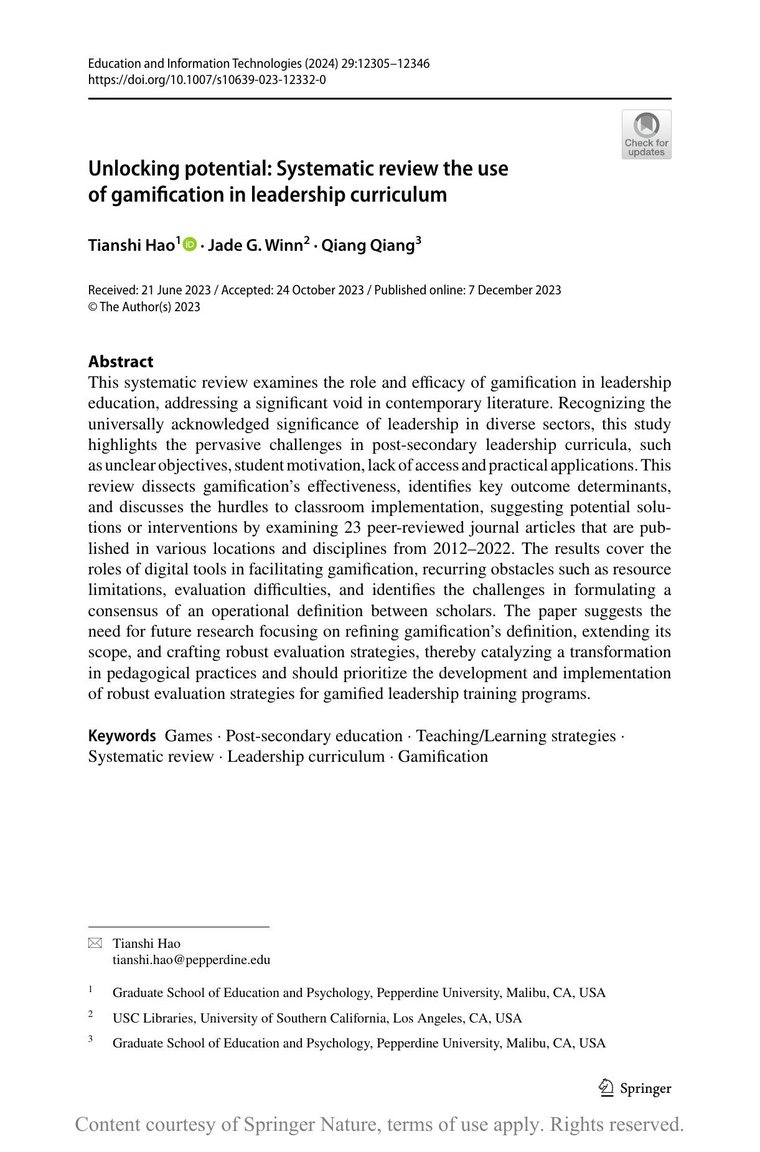 Education and Information Technologies (2024) 29:12305–12346
https://doi.org/10.1007/s10639-023-12332-0
Check for
updates
Unlocking potential: Systematic review the use
of gamification in leadership curriculum
Tianshi Hao1 iD · Jade G. Winn2 · Qiang Qiang3
Received: 21 June 2023 / Accepted: 24 October 2023 / Published online: 7 December 2023
© The Author(s) 2023
Abstract
This systematic review examines the role and efficacy of gamification in leadership
education, addressing a significant void in contemporary literature. Recognizing the
universally acknowledged significance of leadership in diverse sectors, this study
highlights the pervasive challenges in post-secondary leadership curricula, such
as unclear objectives, student motivation, lack of access and practical applications. This
review dissects gamification’s effectiveness, identifies key outcome determinants,
and discusses the hurdles to classroom implementation, suggesting potential solu-
tions or interventions by examining 23 peer-reviewed journal articles that are pub-
lished in various locations and disciplines from 2012–2022. The results cover the
roles of digital tools in facilitating gamification, recurring obstacles such as resource
limitations, evaluation difficulties, and identifies the challenges in formulating a
consensus of an operational definition between scholars. The paper suggests the
need for future research focusing on refining gamification’s definition, extending its
scope, and crafting robust evaluation strategies, thereby catalyzing a transformation
in pedagogical practices and should prioritize the development and implementation
of robust evaluation strategies for gamified leadership training programs.
Keywords Games · Post-secondary education · Teaching/Learning strategies ·
Systematic review · Leadership curriculum · Gamification
Tianshi Hao
tianshi.hao@pepperdine.edu
1 Graduate School of Education and Psychology, Pepperdine University, Malibu, CA, USA
2 USC Libraries, University of Southern California, Los Angeles, CA, USA
3 Graduate School of Education and Psychology, Pepperdine University, Malibu, CA, USA
Springer
Content courtesy of Springer Nature, terms of use apply. Rights reserved.